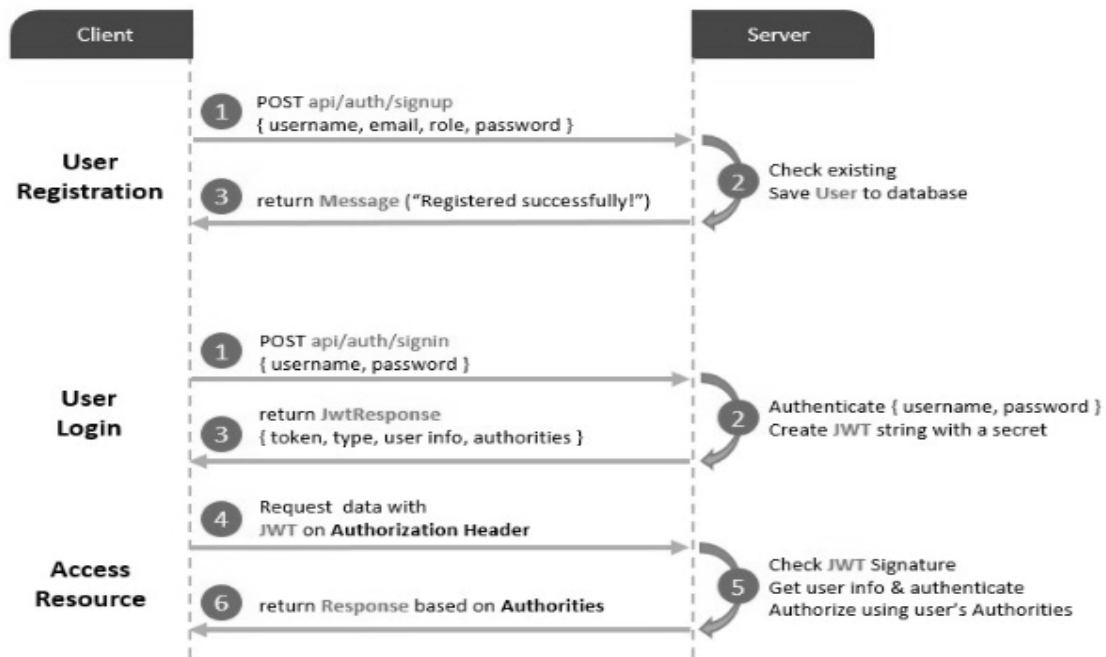 Client
Server
1
POST api/auth/signup
{ username, email, role, password }
User
Registration
2
Check existing
Save User to database
3
return Message (“Registered successfully!”)
1
POST api/auth/signin
{ username, password }
User
Login
2
Authenticate { username, password }
Create JWT string with a secret
3
return JwtResponse
{ token, type, user info, authorities }
4
Request data with
JWT on Authorization Header
Access
Resource
5
Check JWT Signature
Get user info & authenticate
Authorize using user’s Authorities
6
return Response based on Authorities